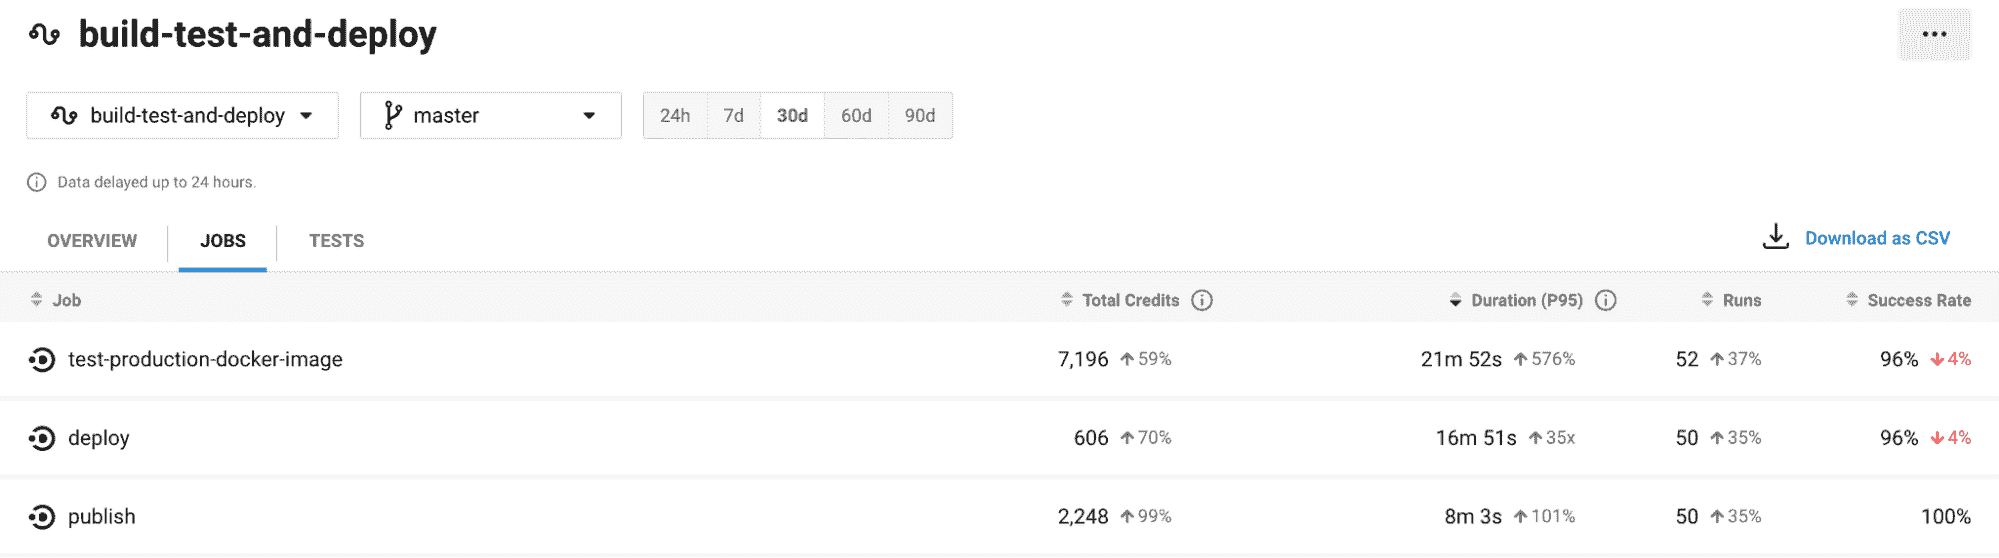 build-test-and-deploy
build-test-and-deploy master 24h 7d 30d 60d 90d
Data delayed up to 24 hours.
OVERVIEW JOBS TESTS Download as CSV
Job Total Credits Duration (P95) Runs Success Rate
test-production-docker-image 7,196 ↑59% 21m 52s ↑576% 52 ↑37% 96% ↓4%
deploy 606 ↑70% 16m 51s ↑35x 50 ↑35% 96% ↓4%
publish 2,248 ↑99% 8m 3s ↑101% 50 ↑35% 100%